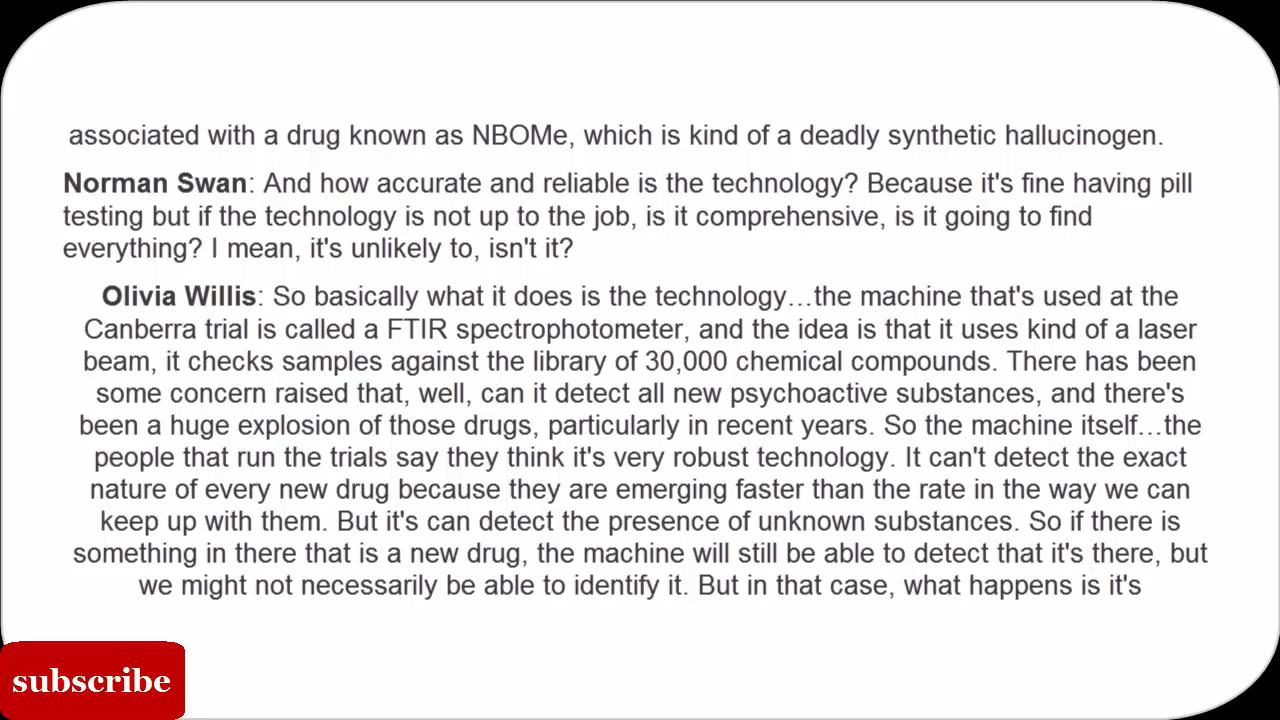 associated with a drug known as NBOMe, which is kind of a deadly synthetic hallucinogen.
Norman Swan: And how accurate and reliable is the technology? Because it's fine having pill
testing but if the technology is not up to the job, is it comprehensive, is it going to find
everything? I mean, it's unlikely to, isn't it?
Olivia Willis: So basically what it does is the technology…the machine that's used at the
Canberra trial is called a FTIR spectrophotometer, and the idea is that it uses kind of a laser
beam, it checks samples against the library of 30,000 chemical compounds. There has been
some concern raised that, well, can it detect all new psychoactive substances, and there's
been a huge explosion of those drugs, particularly in recent years. So the machine itself…the
people that run the trials say they think it's very robust technology. It can't detect the exact
nature of every new drug because they are emerging faster than the rate in the way we can
keep up with them. But it's can detect the presence of unknown substances. So if there is
something in there that is a new drug, the machine will still be able to detect that it's there, but
we might not necessarily be able to identify it. But in that case, what happens is it's
subscribe